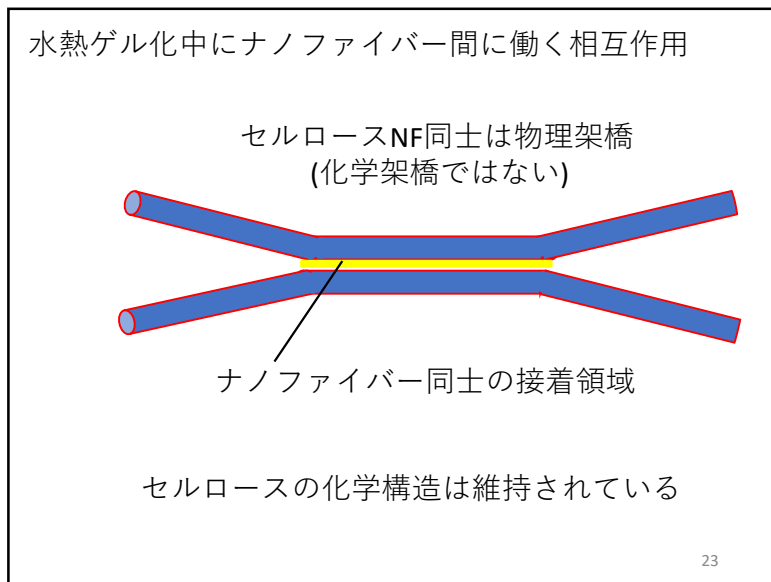 水熱ゲル化中にナノファイバー間に働く相互作用
セルロースNF同士は物理架橋
(化学架橋ではない)
ナノファイバー同士の接着領域
セルロースの化学構造は維持されている
23